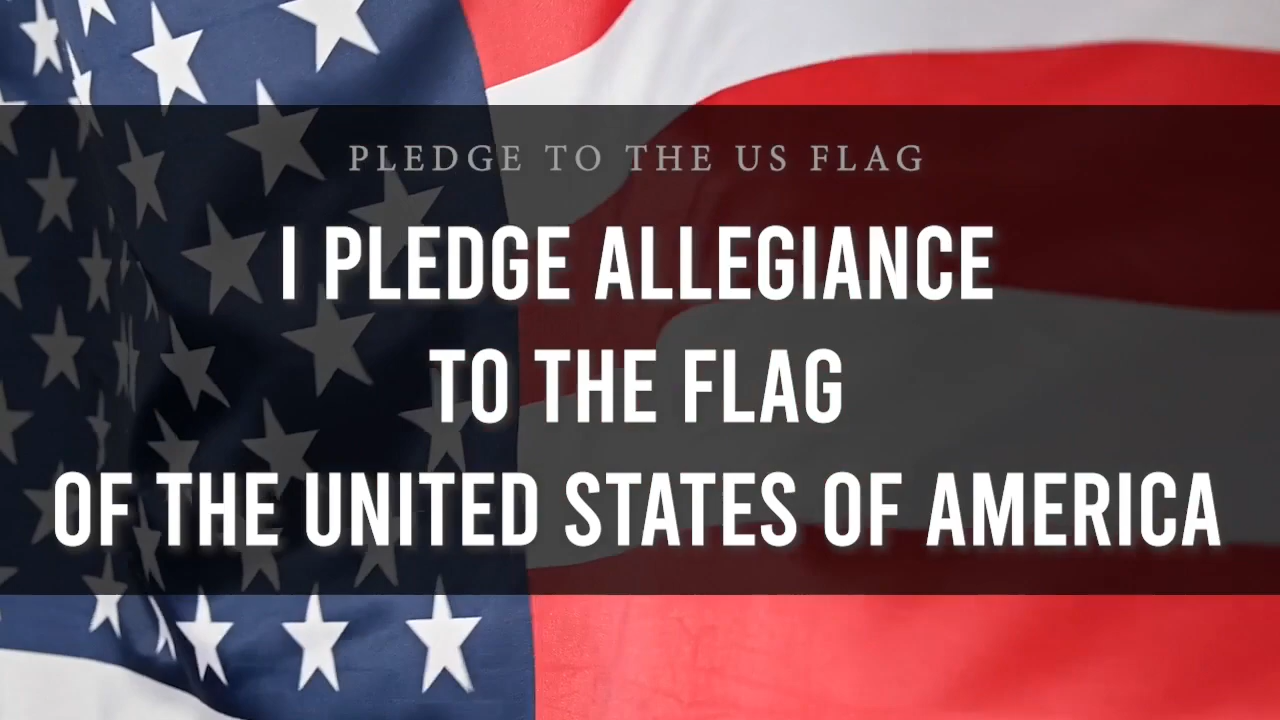 PLEDGE TO THE US FLAG
I PLEDGE ALLEGIANCE
TO THE FLAG
OF THE UNITED STATES OF AMERICA